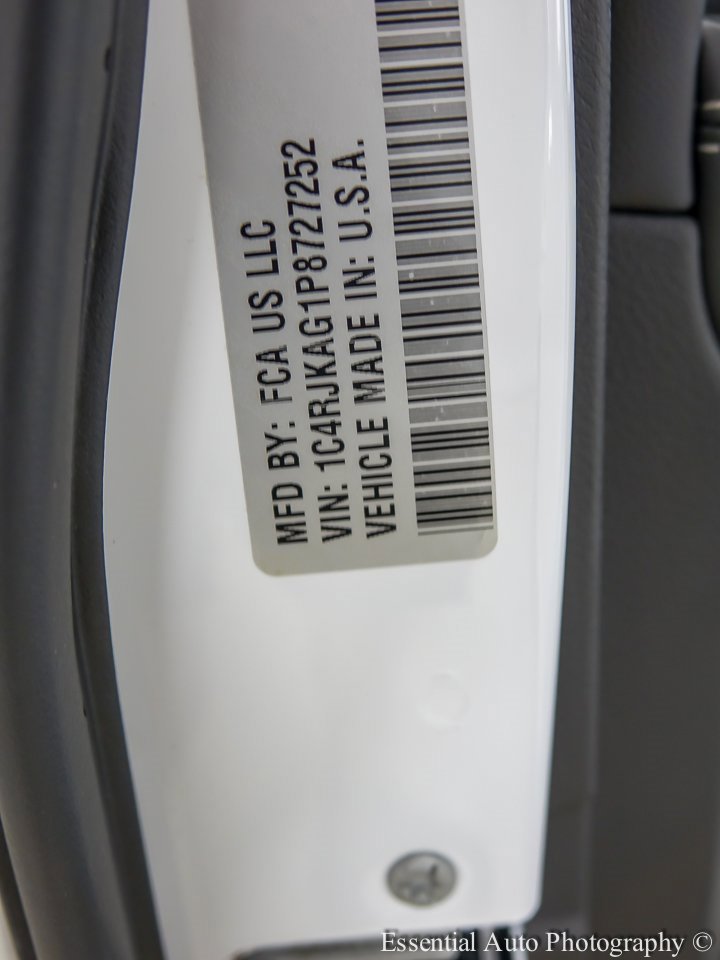 MFD BY: FCA US LLC
VIN: 1C4RJKAG1P8727252
VEHICLE MADE IN: U.S.A.
Essential Auto Photography ©